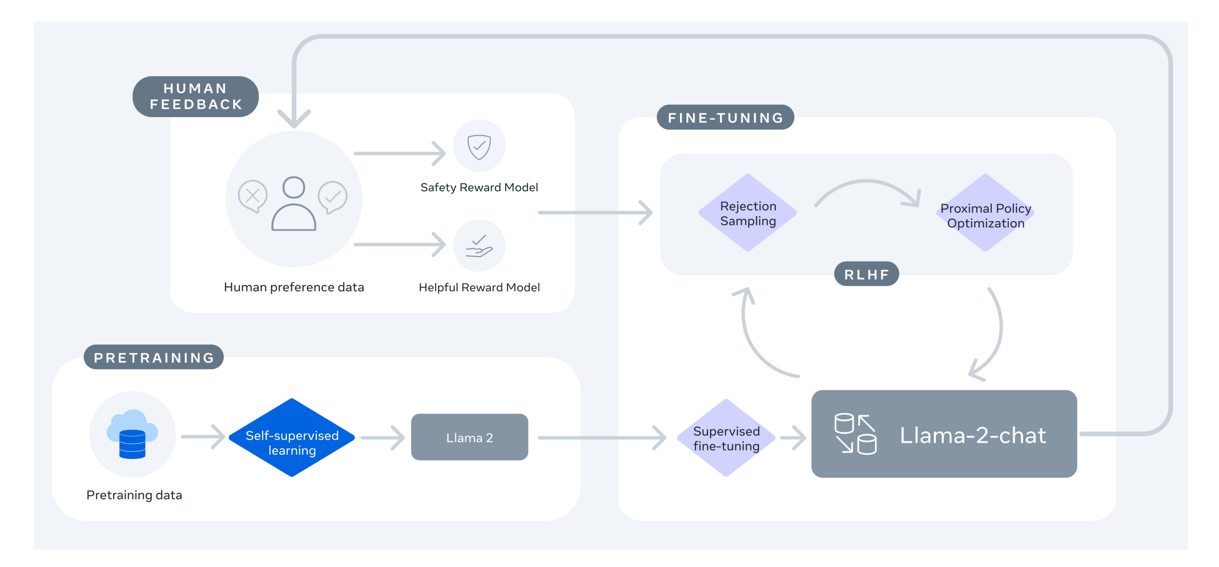 HUMAN
FEEDBACK
Safety Reward Model
Human preference data
Helpful Reward Model
FINE-TUNING
Rejection
Sampling
Proximal Policy
Optimization
RLHF
PRETRAINING
Pretraining data
Self-supervised
learning
Llama 2
Supervised
fine-tuning
Llama-2-chat